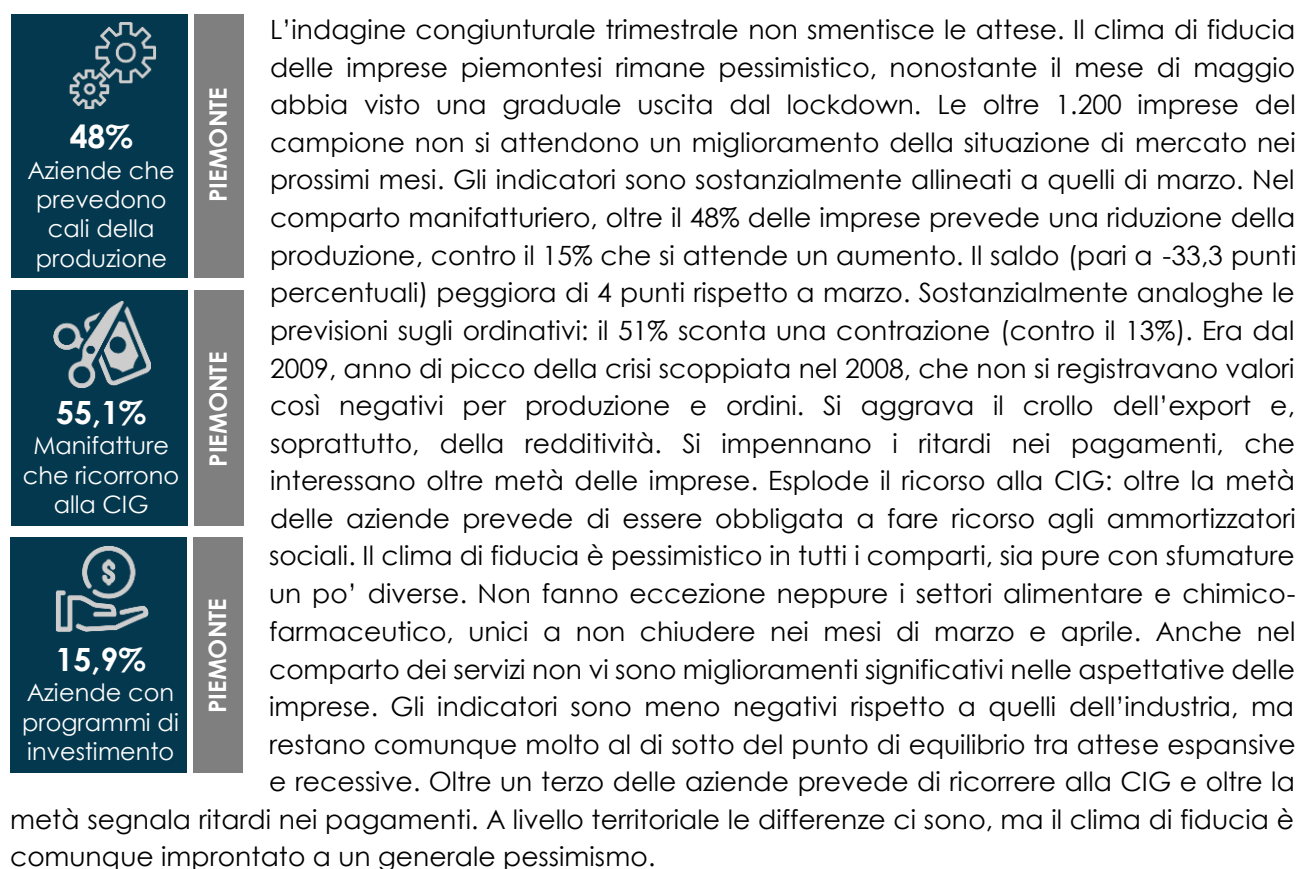 48%
Aziende che
prevedono
cali della
produzione
PIEMONTE
55,1%
Manifatture
che ricorrono
alla CIG
PIEMONTE
$
15,9%
Aziende con
programmi di
investimento
PIEMONTE
L’indagine congiunturale trimestrale non smentisce le attese. Il clima di fiducia
delle imprese piemontesi rimane pessimistico, nonostante il mese di maggio
abbia visto una graduale uscita dal lockdown. Le oltre 1.200 imprese del
campione non si attendono un miglioramento della situazione di mercato nei
prossimi mesi. Gli indicatori sono sostanzialmente allineati a quelli di marzo. Nel
comparto manifatturiero, oltre il 48% delle imprese prevede una riduzione della
produzione, contro il 15% che si attende un aumento. Il saldo (pari a -33,3 punti
percentuali) peggiora di 4 punti rispetto a marzo. Sostanzialmente analoghe le
previsioni sugli ordinativi: il 51% sconta una contrazione (contro il 13%). Era dal
2009, anno di picco della crisi scoppiata nel 2008, che non si registravano valori
così negativi per produzione e ordini. Si aggrava il crollo dell’export e,
soprattutto, della redditività. Si impennano i ritardi nei pagamenti, che
interessano oltre metà delle imprese. Esplode il ricorso alla CIG: oltre la metà
delle aziende prevede di essere obbligata a fare ricorso agli ammortizzatori
sociali. Il clima di fiducia è pessimistico in tutti i comparti, sia pure con sfumature
un po’ diverse. Non fanno eccezione neppure i settori alimentare e chimico-
farmaceutico, unici a non chiudere nei mesi di marzo e aprile. Anche nel
comparto dei servizi non vi sono miglioramenti significativi nelle aspettative delle
imprese. Gli indicatori sono meno negativi rispetto a quelli dell’industria, ma
restano comunque molto al di sotto del punto di equilibrio tra attese espansive
e recessive. Oltre un terzo delle aziende prevede di ricorrere alla CIG e oltre la
metà segnala ritardi nei pagamenti. A livello territoriale le differenze ci sono, ma il clima di fiducia è
comunque improntato a un generale pessimismo.